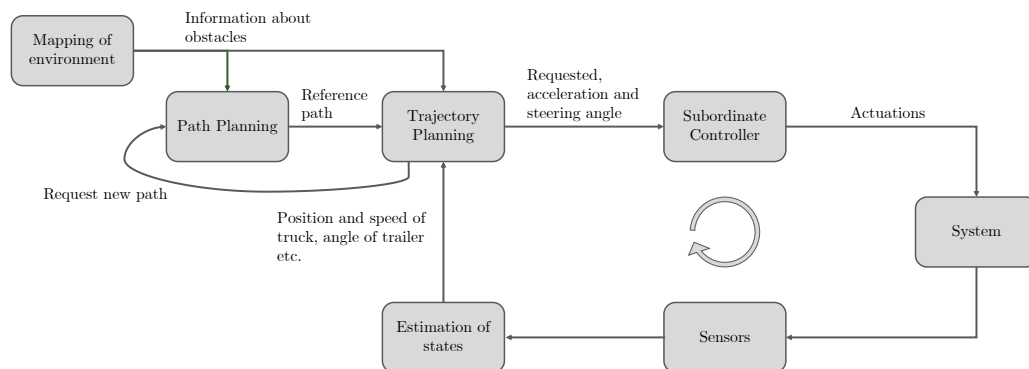 Information about
obstacles
Mapping of
environment
Requested,
acceleration and
steering angle
Reference
path
Path Planning
Trajectory
Planning
Subordinate
Controller
Actuations
Request new path
Position and speed of
truck, angle of trailer
etc.
System
Estimation of
states
Sensors